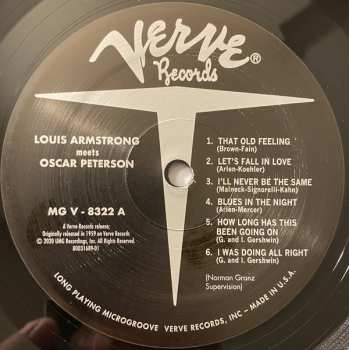 Verve®
Records
LOUIS ARMSTRONG
meets
OSCAR PETERSON
MG V - 8322 A
A Verve Records release;
Originally released in 1959 on Verve Records
℗ © 2020 UMG Recordings, Inc. All Rights Reserved
B0031689-01
1. THAT OLD FEELING
(Brown-Fain)
2. LET'S FALL IN LOVE
(Arlen-Koehler)
3. I'LL NEVER BE THE SAME
(Malneck-Signorelli-Kahn)
4. BLUES IN THE NIGHT
(Arlen-Mercer)
5. HOW LONG HAS THIS
BEEN GOING ON
(G. and I. Gershwin)
6. I WAS DOING ALL RIGHT
(G. and I. Gershwin)
(Norman Granz
Supervision)
LONG PLAYING MICROGROOVE VERVE RECORDS, INC – MADE IN U.S.A.